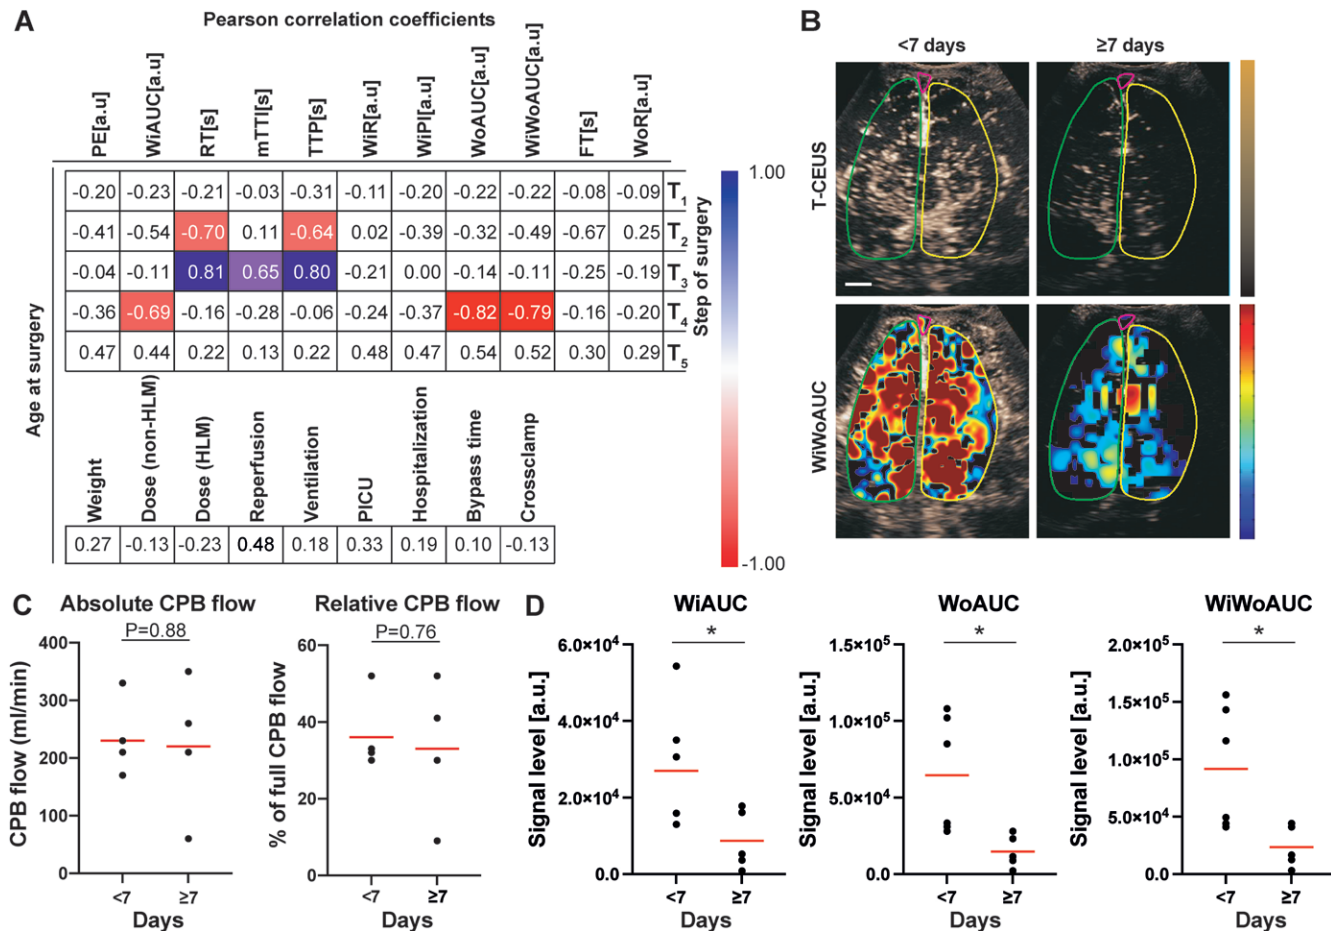 A
Pearson correlation coefficients
PE[a.u]
WiAUC[a.u]
RT[s]
mTTI[s]
TTP[s]
WiR[a.u]
WiPI[a.u]
WoAUC[a.u]
WiWoAUC[a.u]
FT[s]
WoR[a.u]
Age at surgery
-0.20 -0.23 -0.21 -0.03 -0.31 -0.11 -0.20 -0.22 -0.22 -0.08 -0.09 T1
-0.41 -0.54 -0.70 0.11 -0.64 0.02 -0.39 -0.32 -0.49 -0.67 0.25 T2
-0.04 -0.11 0.81 0.65 0.80 -0.21 0.00 -0.14 -0.11 -0.25 -0.19 T3
-0.36 -0.69 -0.16 -0.28 -0.06 -0.24 -0.37 -0.82 -0.79 -0.16 -0.20 T4
0.47 0.44 0.22 0.13 0.22 0.48 0.47 0.54 0.52 0.30 0.29 T5
Step of surgery
1.00
-1.00
Weight
Dose (non-HLM)
Dose (HLM)
Reperfusion
Ventilation
PICU
Hospitalization
Bypass time
Crossclamp
0.27 -0.13 -0.23 0.48 0.18 0.33 0.19 0.10 -0.13
B
<7 days
≥7 days
T-CEUS
WiWoAUC
C
Absolute CPB flow
P=0.88
CPB flow (ml/min)
400
300
200
100
0
<7
≥7
Days
Relative CPB flow
P=0.76
% of full CPB flow
60
40
20
0
<7
≥7
Days
D
WiAUC
*
Signal level [a.u.]
6.0×10⁴
4.0×10⁴
2.0×10⁴
0.0
<7
≥7
Days
WoAUC
*
Signal level [a.u.]
1.5×10⁵
1.0×10⁵
5.0×10⁴
0.0
<7
≥7
Days
WiWoAUC
*
Signal level [a.u.]
2.0×10⁵
1.5×10⁵
1.0×10⁵
5.0×10⁴
0.0
<7
≥7
Days